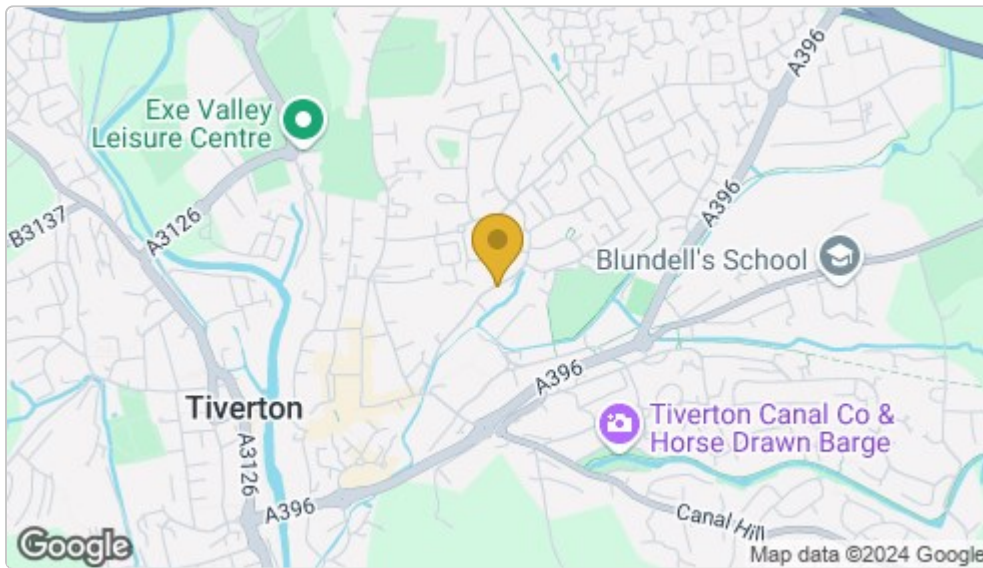 A396
Exe Valley
Leisure Centre
B3137
A3126
A396
Blundell's School
A396
Tiverton
Tiverton Canal Co &
Horse Drawn Barge
A3126
A396
Canal Hill
Google
Map data ©2024 Google